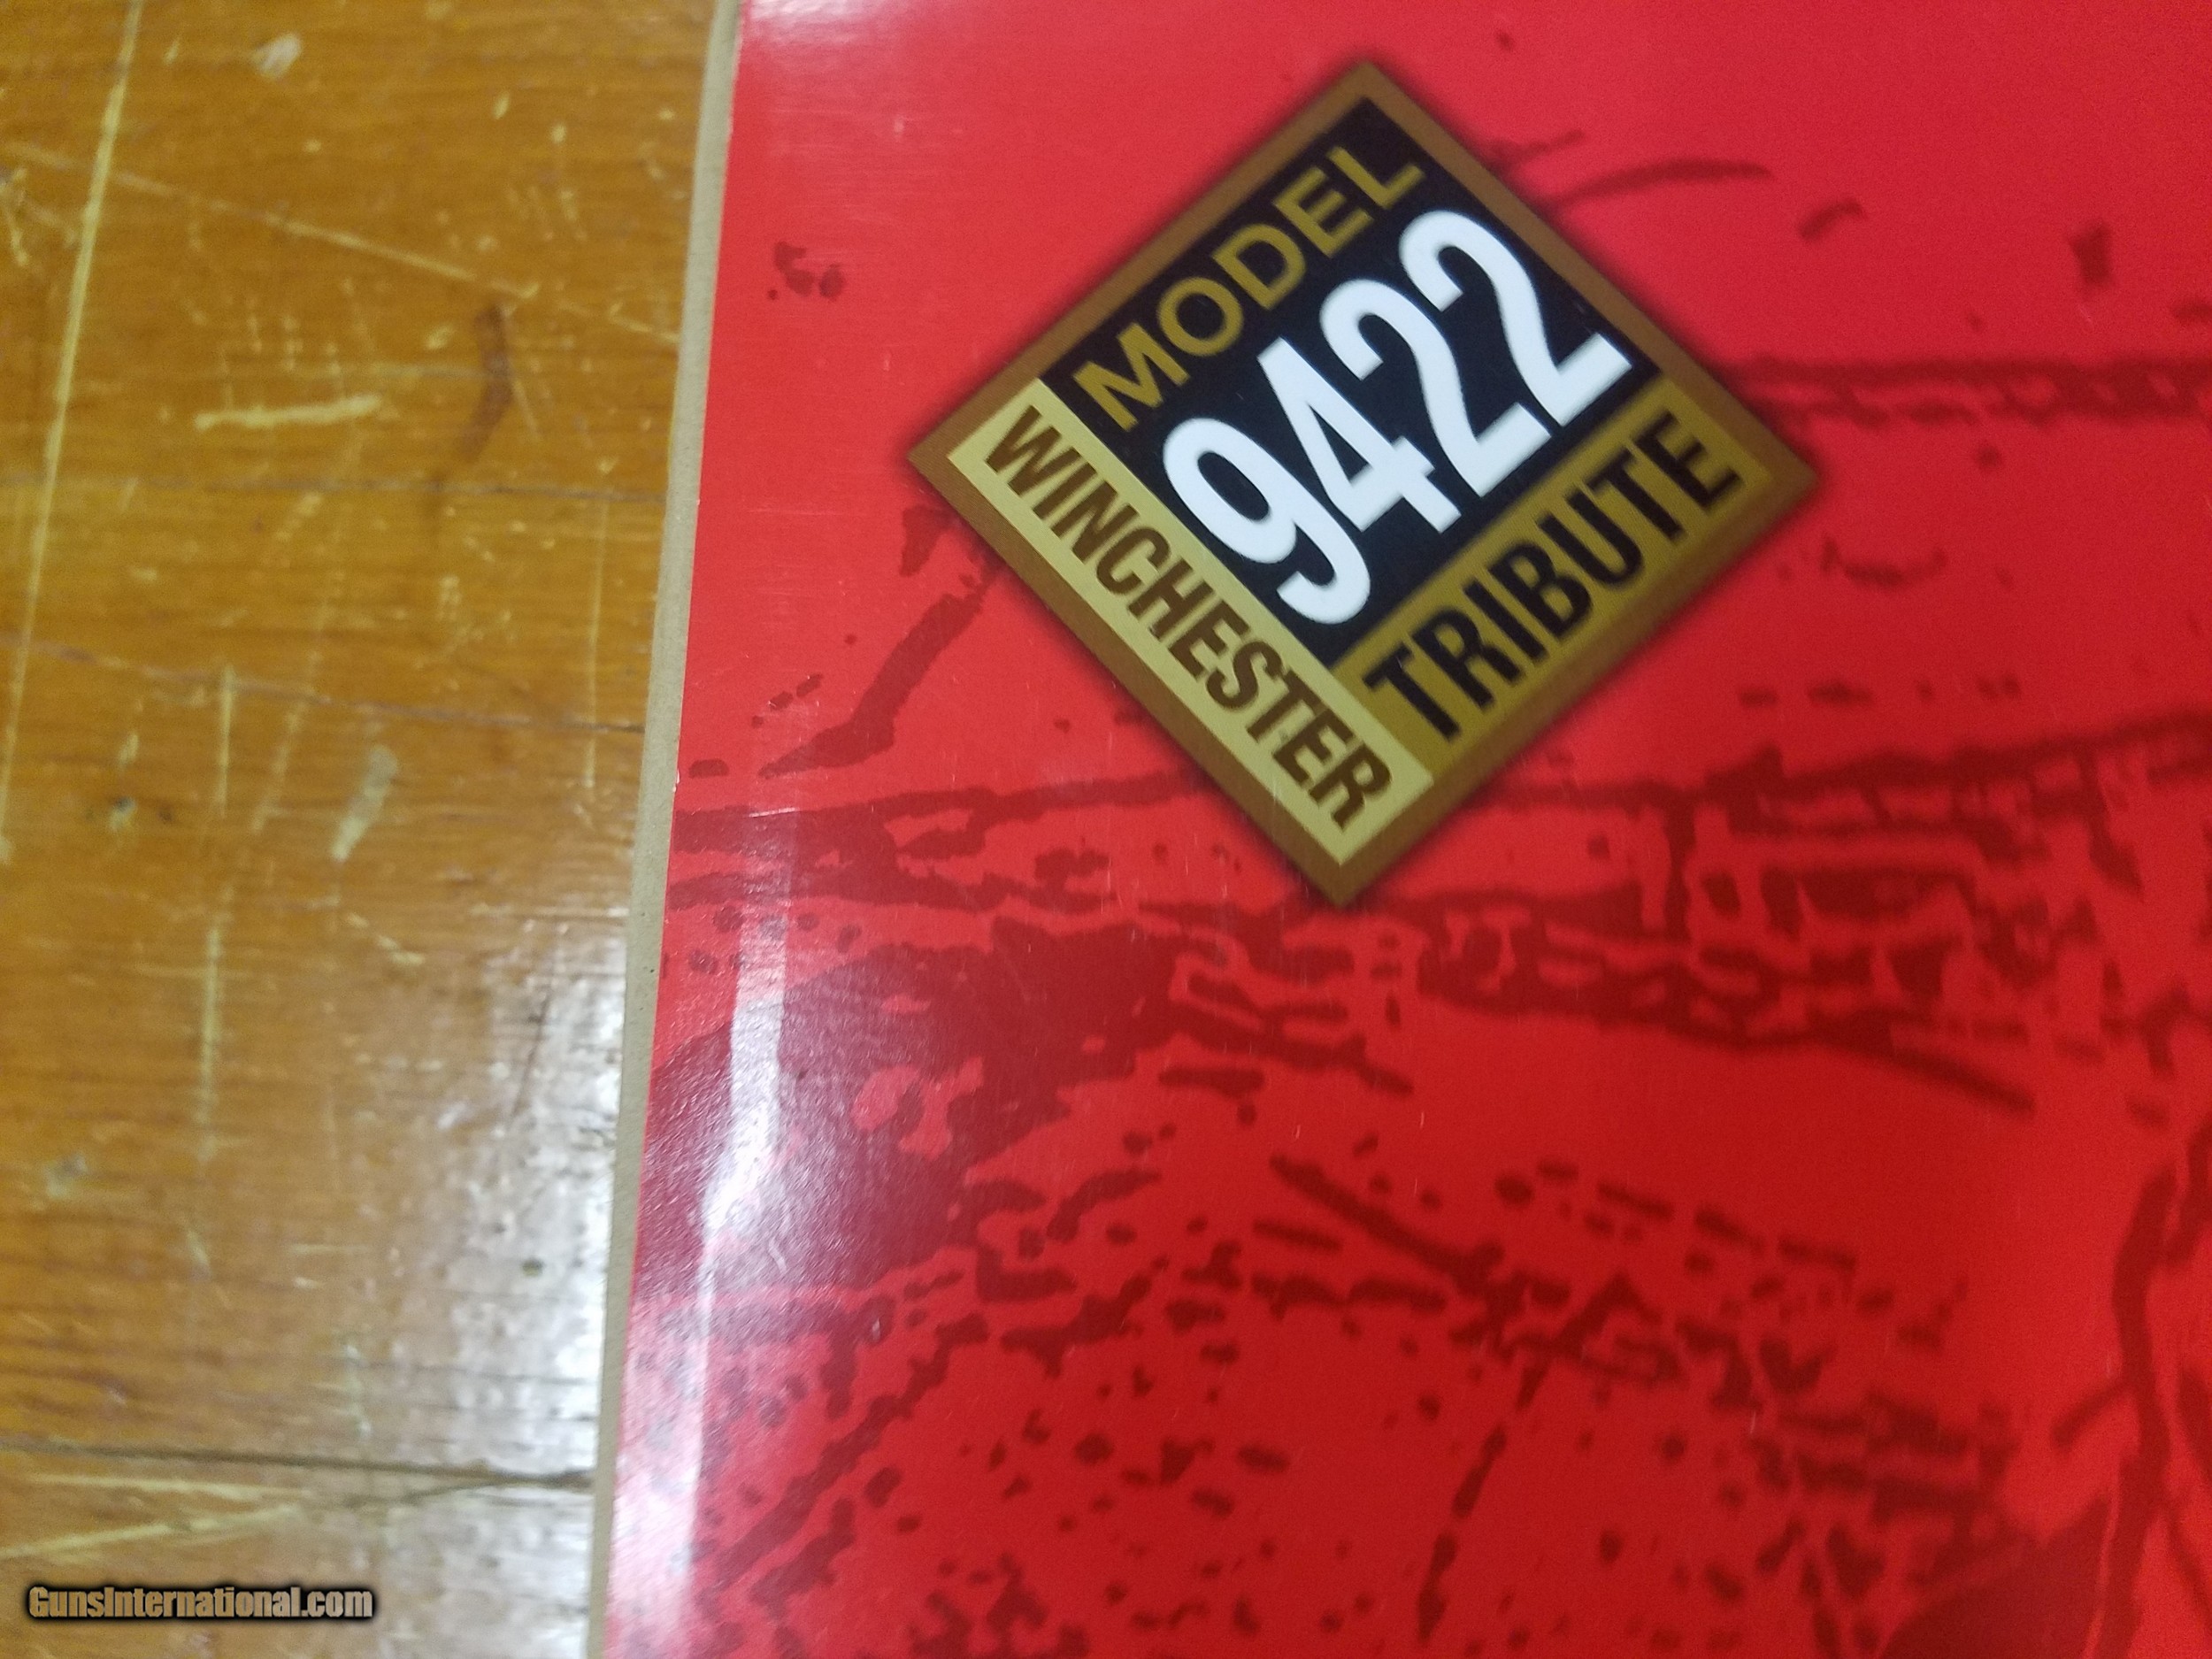 MODEL
9422
TRIBUTE
WINCHESTER
GunsInternational.com